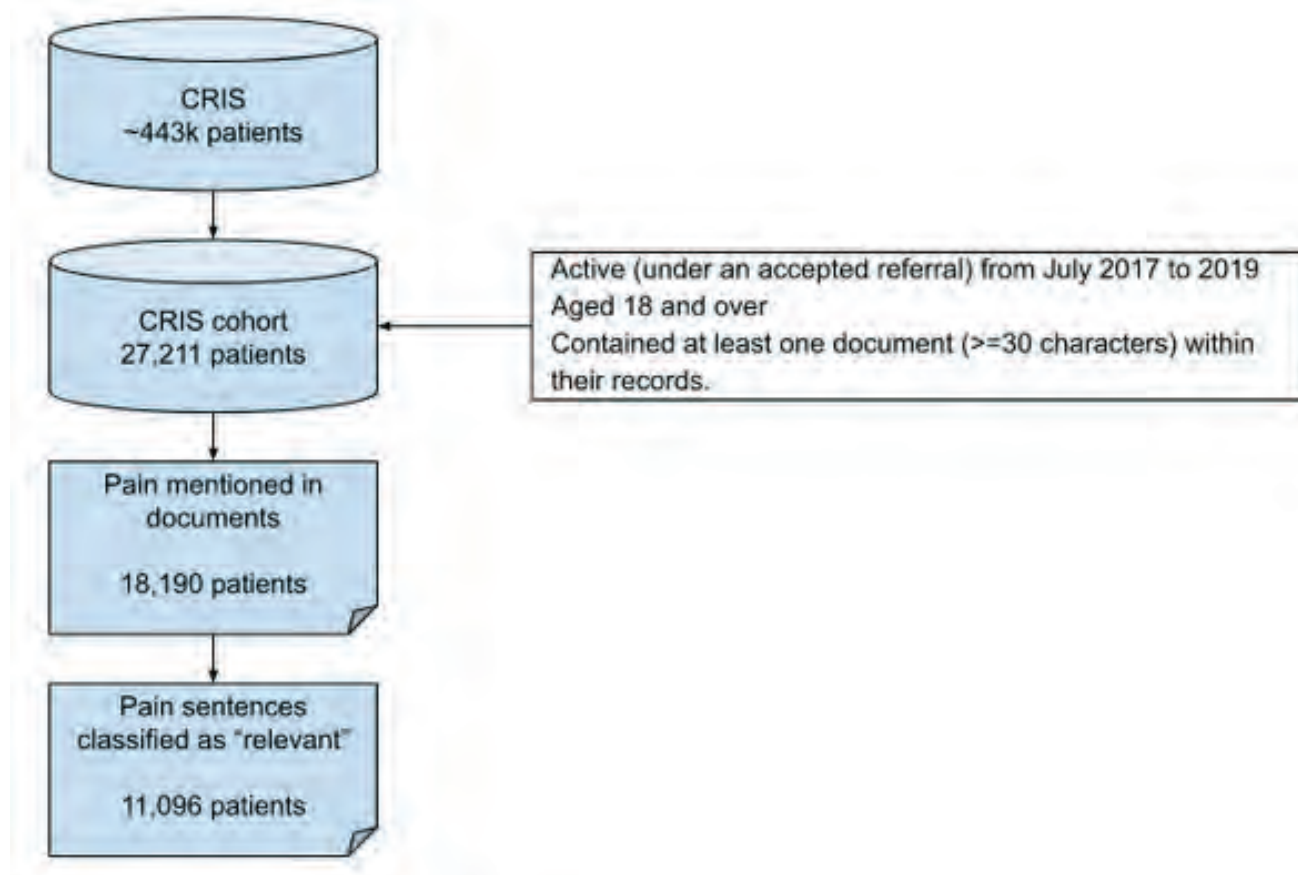 CRIS
~443k patients
CRIS cohort
27,211 patients
Active (under an accepted referral) from July 2017 to 2019
Aged 18 and over
Contained at least one document (>=30 characters) within
their records.
Pain mentioned in
documents
18,190 patients
Pain sentences
classified as “relevant”
11,096 patients